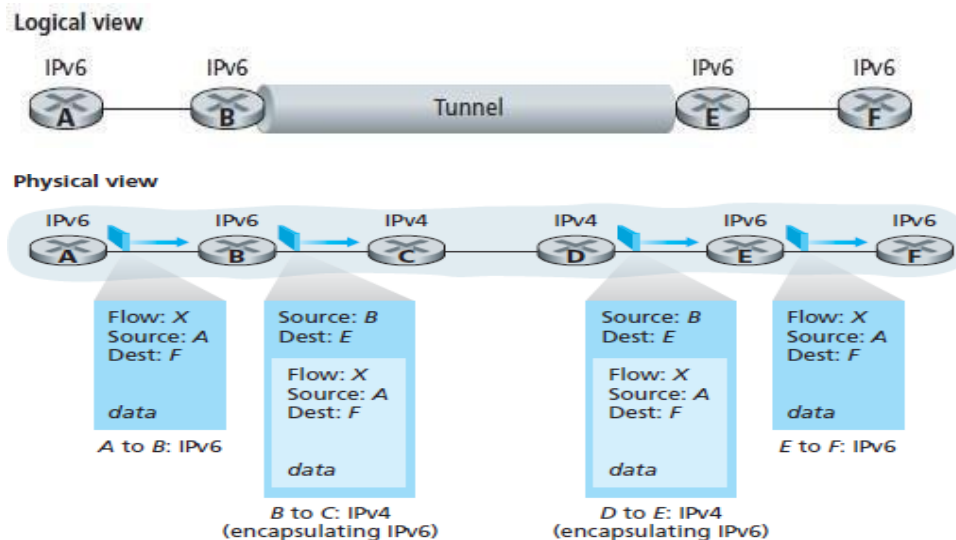 Logical view
IPv6 IPv6 IPv6 IPv6
A B Tunnel E F
Physical view
IPv6 IPv6 IPv4 IPv4 IPv6 IPv6
A B C D E F
Flow: X
Source: A
Dest: F
data
A to B: IPv6
Source: B
Dest: E
Flow: X
Source: A
Dest: F
data
B to C: IPv4
(encapsulating IPv6)
Source: B
Dest: E
Flow: X
Source: A
Dest: F
data
D to E: IPv4
(encapsulating IPv6)
Flow: X
Source: A
Dest: F
data
E to F: IPv6